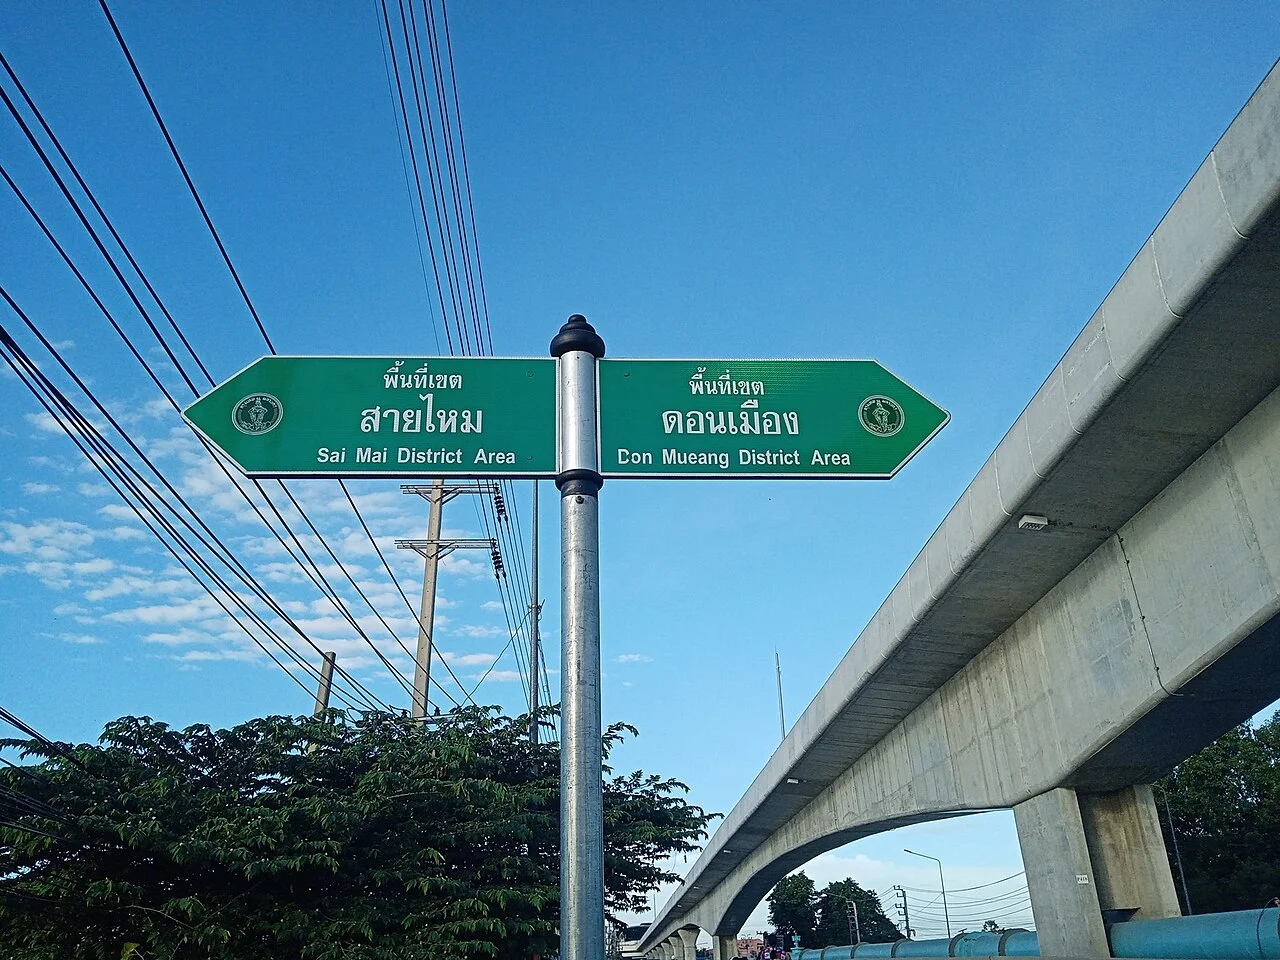 พื้นที่เขต
สายไหม
Sai Mai District Area
พื้นที่เขต
ดอนเมือง
Don Mueang District Area